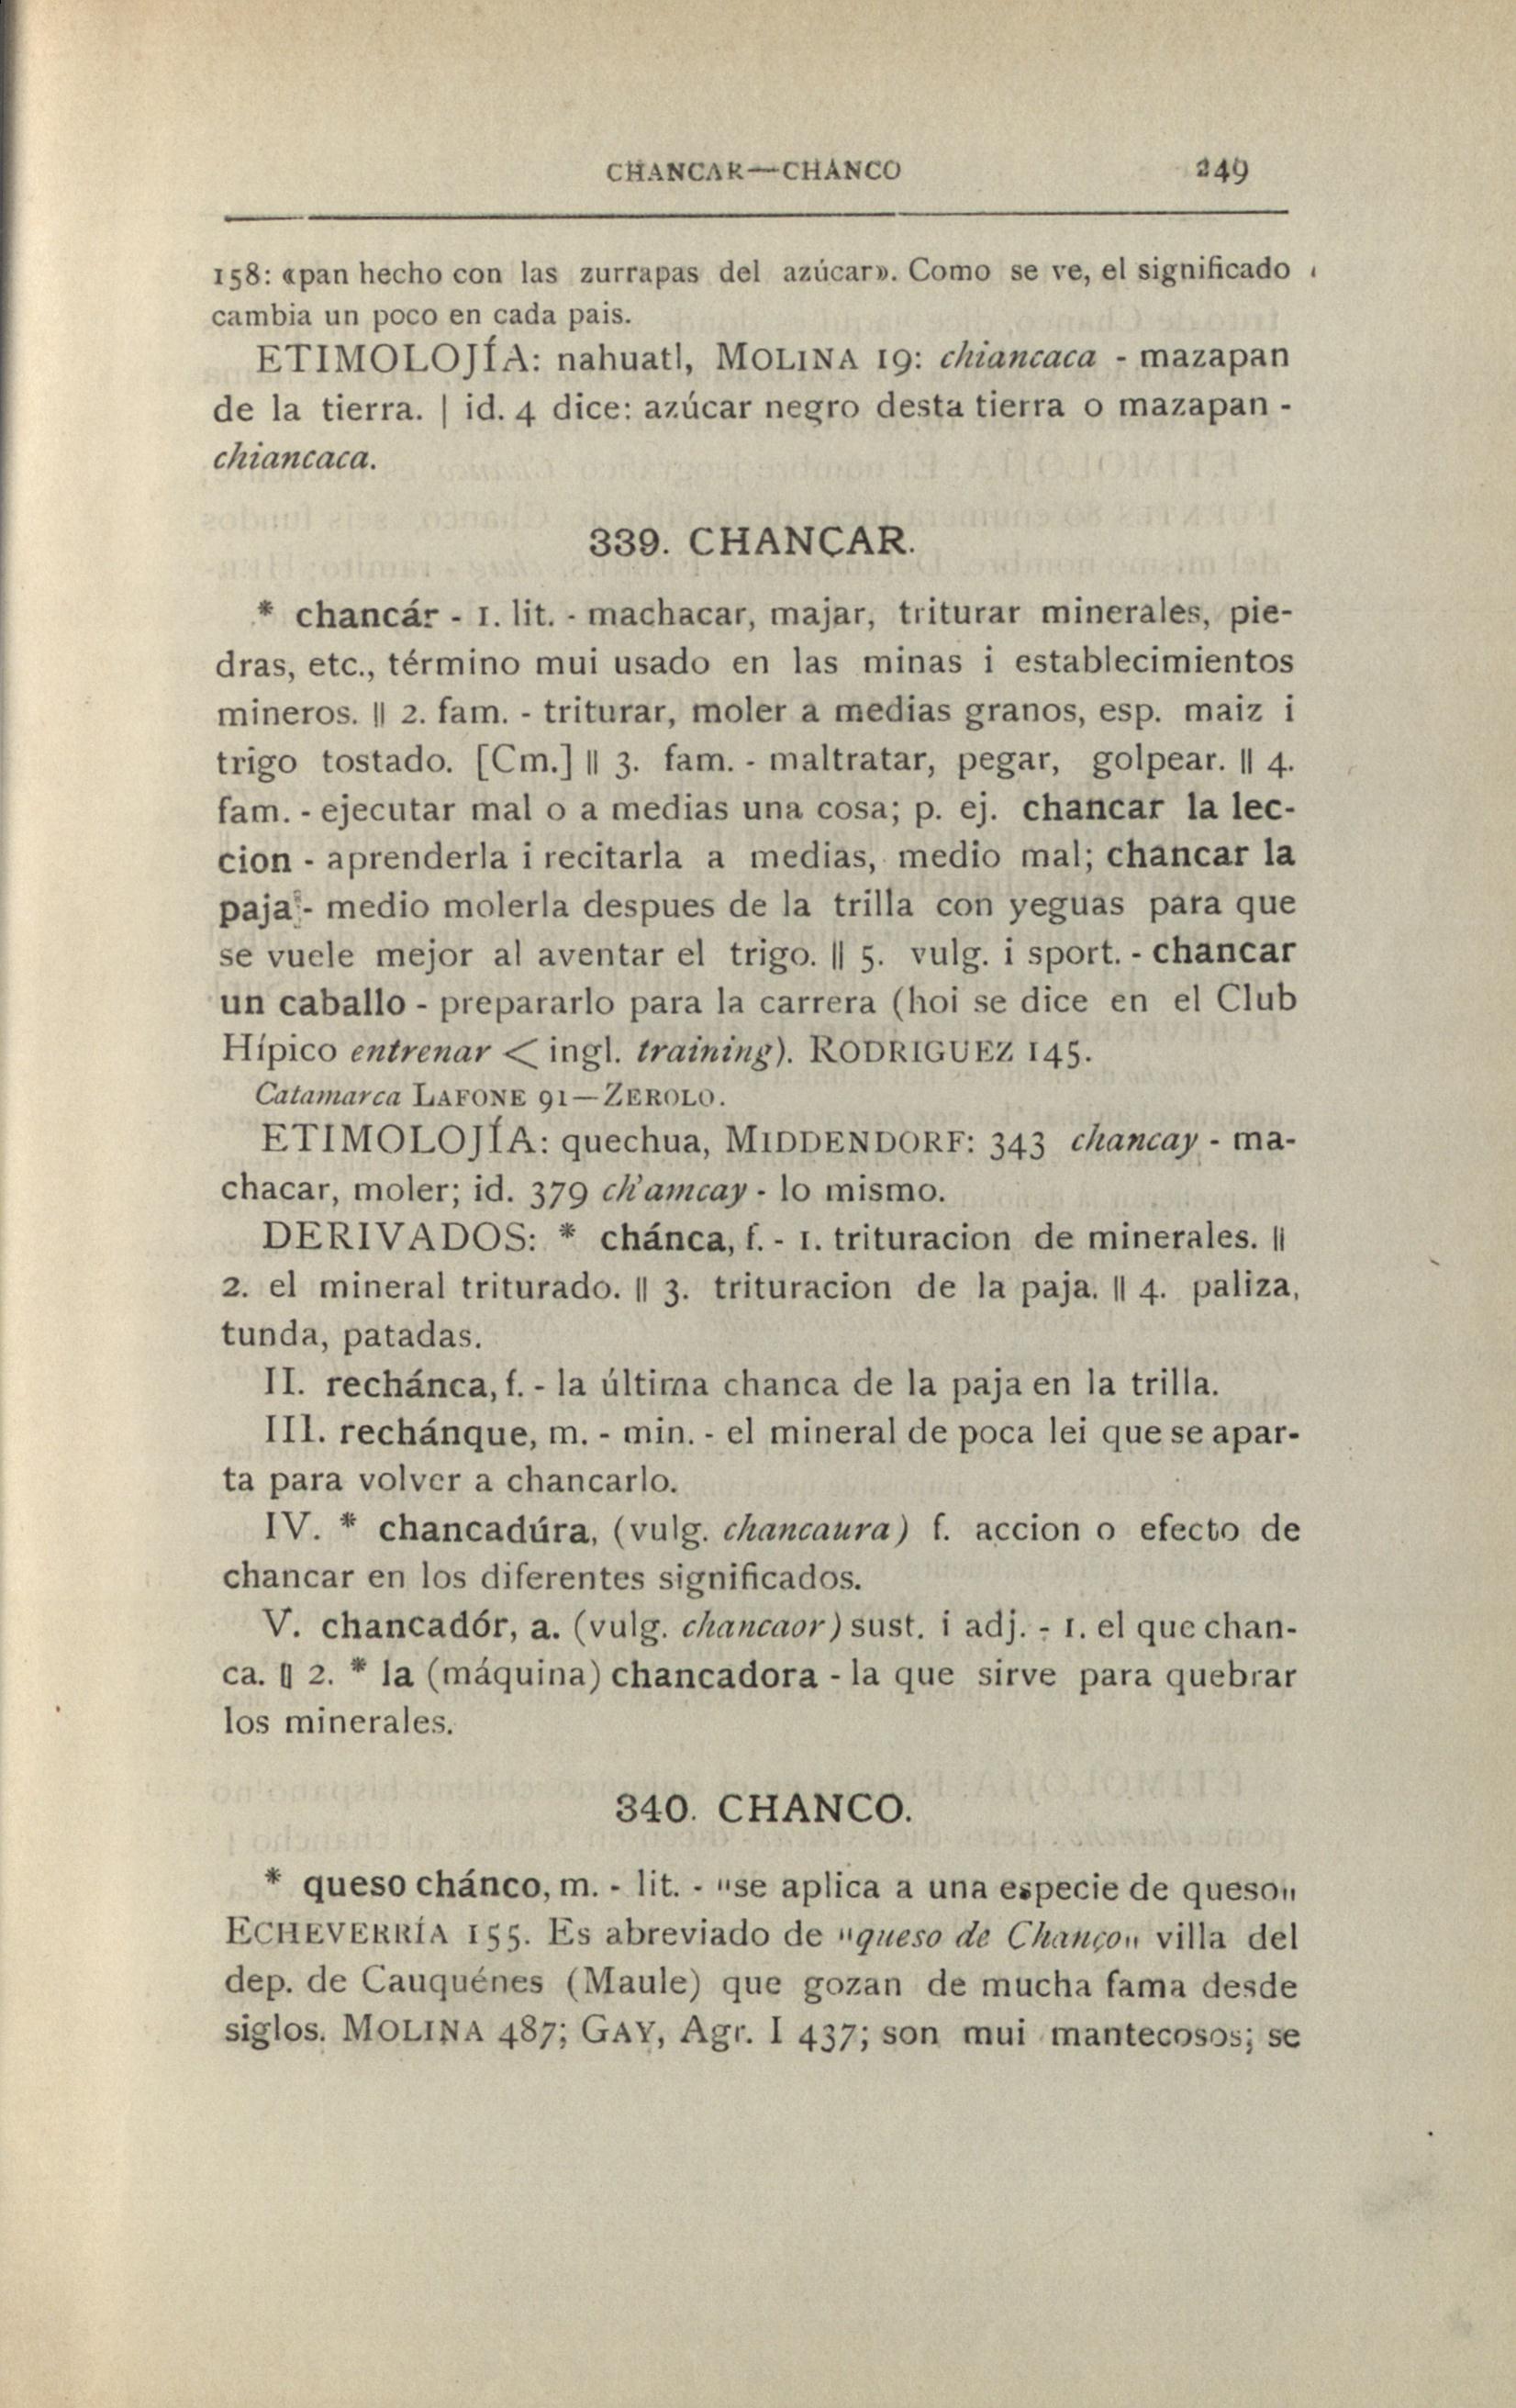 CHANCAR—CHANCO 249
158: «pan hecho con las zurrapas del azúcar». Como se ve, el significado
cambia un poco en cada pais.
ETIMOLOJÍA: nahuatl, MOLINA 19: chiancaca - mazapan
de la tierra. | id. 4 dice: azúcar negro desta tierra o mazapan -
chiancaca.
339. CHANCAR.
* chancár - 1. lit. - machacar, majar, triturar minerales, pie-
dras, etc., término mui usado en las minas i establecimientos
mineros. || 2. fam. - triturar, moler a medias granos, esp. maiz i
trigo tostado. [Cm.] || 3. fam. - maltratar, pegar, golpear. || 4.
fam. - ejecutar mal o a medias una cosa; p. ej. chancar la lec-
cion - aprenderla i recitarla a medias, medio mal; chancar la
paja - medio molerla despues de la trilla con yeguas para que
se vuele mejor al aventar el trigo. || 5. vulg. i sport. - chancar
un caballo - prepararlo para la carrera (hoi se dice en el Club
Hípico entrenar < ingl. training). RODRIGUEZ 145.
Catamarca LAFONE 91—ZEROLO.
ETIMOLOJÍA: quechua, MIDDENDORF: 343 chancay - ma-
chacar, moler; id. 379 ch'amcay - lo mismo.
DERIVADOS: * chánca, f. - 1. trituracion de minerales. ||
2. el mineral triturado. || 3. trituracion de la paja. || 4. paliza,
tunda, patadas.
II. rechánca, f. - la última chanca de la paja en la trilla.
III. rechánque, m. - min. - el mineral de poca lei que se apar-
ta para volver a chancarlo.
IV. * chancadúra, (vulg. chancaura) f. accion o efecto de
chancar en los diferentes significados.
V. chancadór, a. (vulg. chancaor) sust. i adj. - 1. el que chan-
ca. || 2. * la (máquina) chancadora - la que sirve para quebrar
los minerales.
340. CHANCO.
* queso chánco, m. - lit. - "se aplica a una especie de queso"
ECHEVERRÍA 155. Es abreviado de "queso de Chanco" villa del
dep. de Cauquénes (Maule) que gozan de mucha fama desde
siglos. MOLINA 487; GAY, Agr. I 437; son mui mantecosos; se